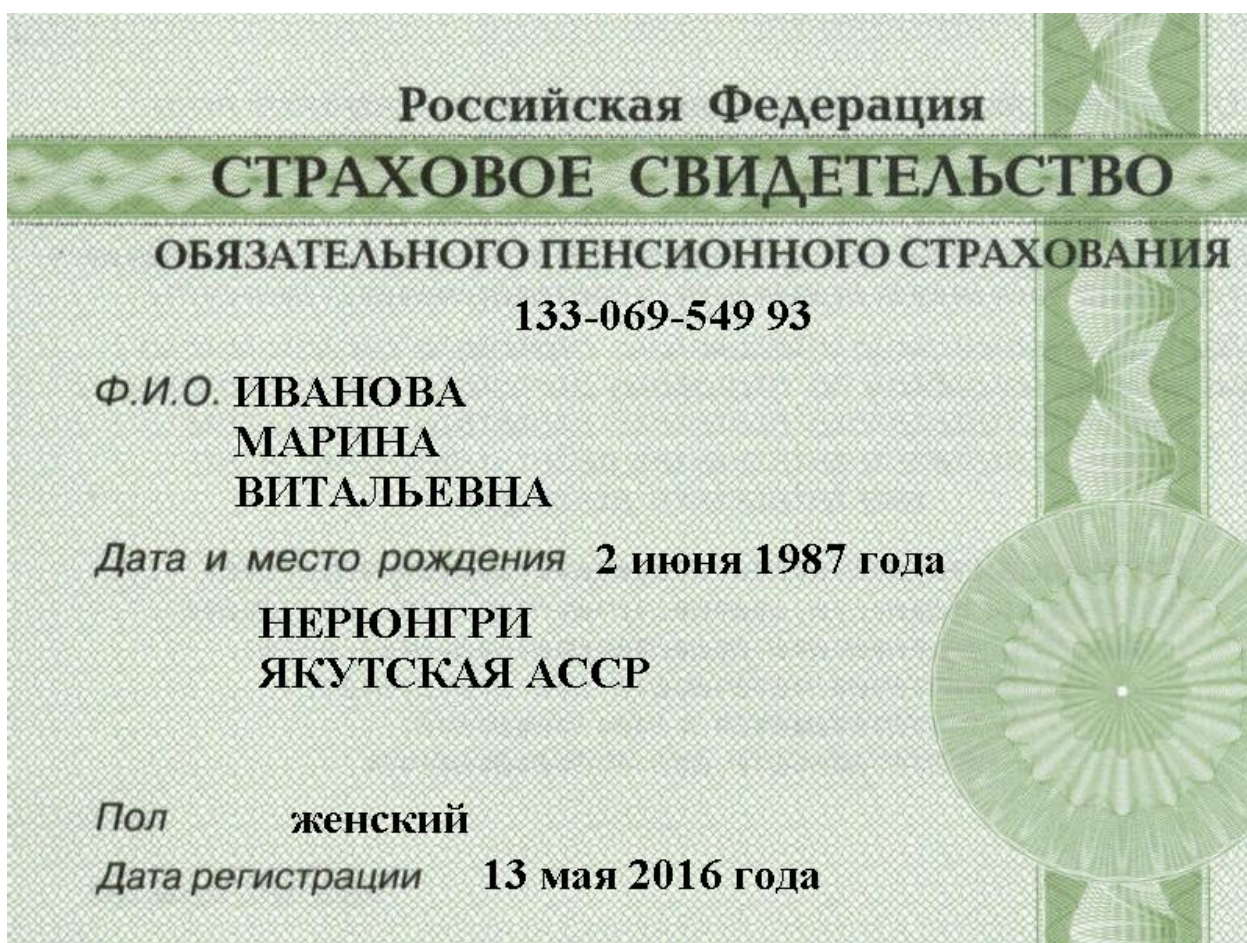 Российская Федерация
СТРАХОВОЕ СВИДЕТЕЛЬСТВО
ОБЯЗАТЕЛЬНОГО ПЕНСИОННОГО СТРАХОВАНИЯ
133-069-549 93
Ф.И.О. ИВАНОВА
МАРИНА
ВИТАЛЬЕВНА
Дата и место рождения 2 июня 1987 года
НЕРЮНГРИ
ЯКУТСКАЯ АССР
Пол женский
Дата регистрации 13 мая 2016 года